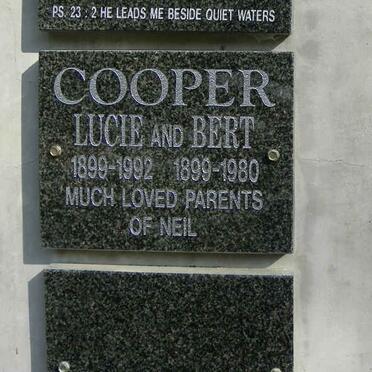 PS. 23 : 2 HE LEADS ME BESIDE QUIET WATERS
COOPER
LUCIE AND BERT
1899-1992 1899-1980
MUCH LOVED PARENTS
OF NEIL